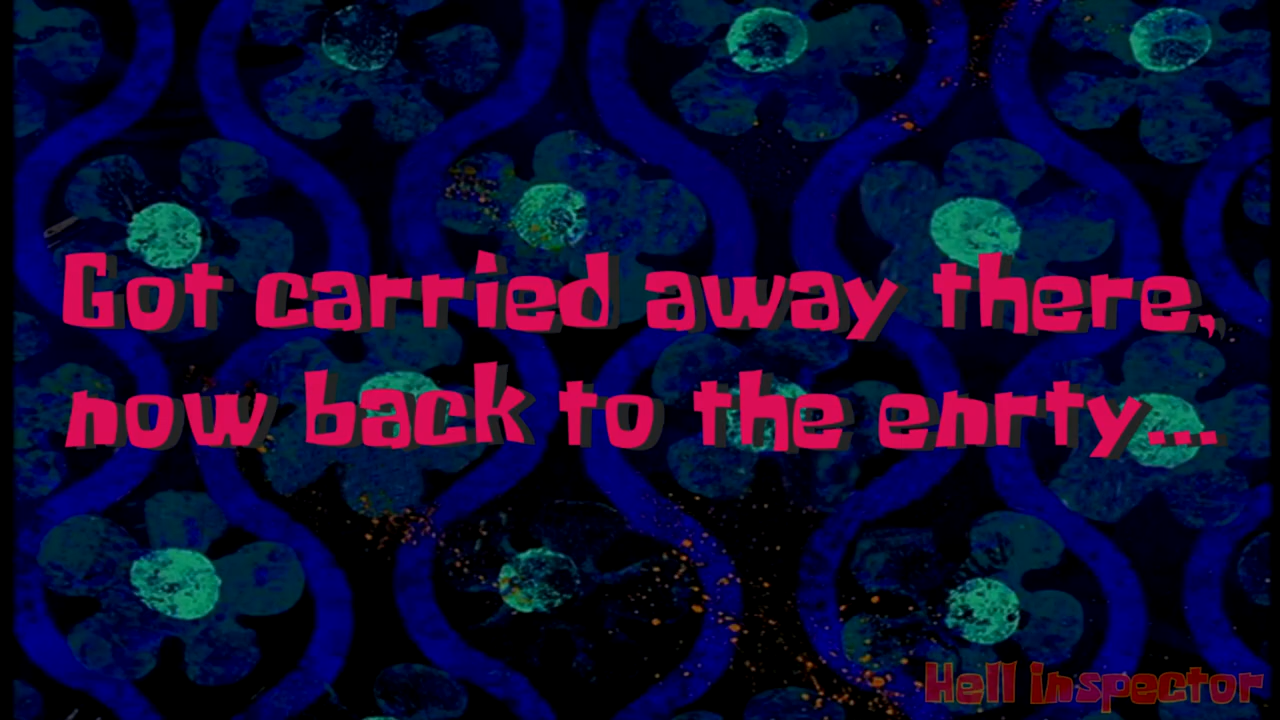 Got carried away there,
now back to the enrty...
Hell inspector